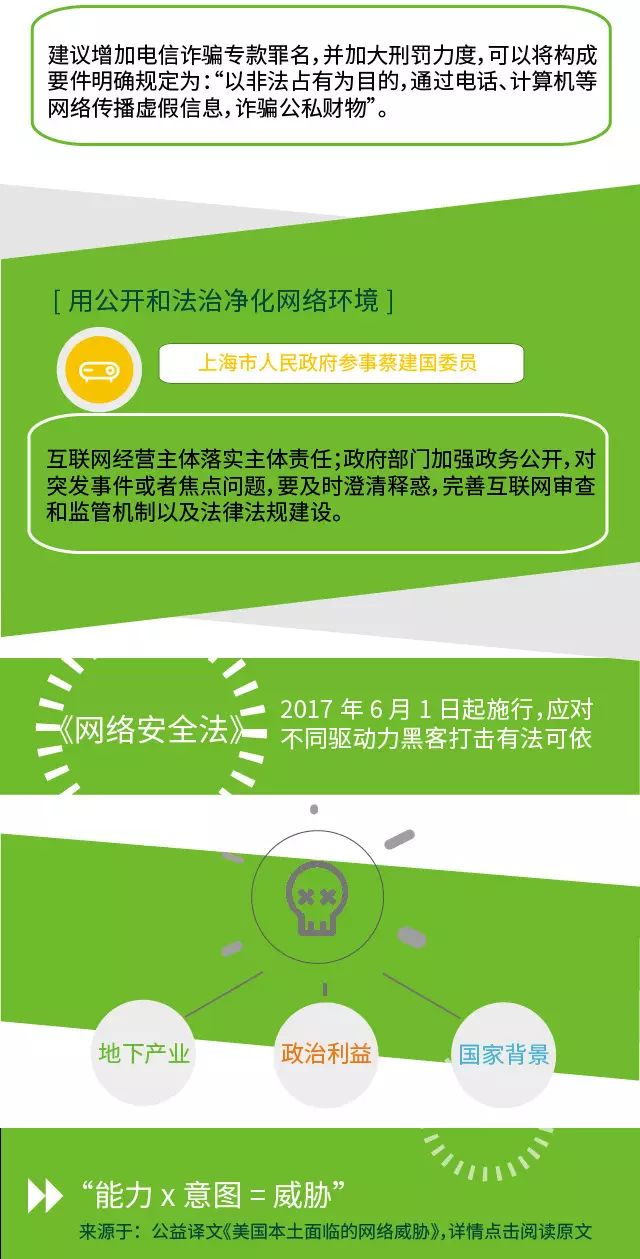 建议增加电信诈骗专款罪名，并加大刑罚力度，可以将构成
要件明确规定为：“以非法占有为目的，通过电话、计算机等
网络传播虚假信息，诈骗公私财物”。
[ 用公开和法治净化网络环境 ]
上海市人民政府参事蔡建国委员
互联网经营主体落实主体责任；政府部门加强政务公开，对
突发事件或者焦点问题，要及时澄清释惑，完善互联网审查
和监管机制以及法律法规建设。
《网络安全法》
2017 年 6 月 1 日起施行，应对
不同驱动力黑客打击有法可依
地下产业
政治利益
国家背景
“能力 x 意图 = 威胁”
来源于：公益译文《美国本土面临的网络威胁》，详情点击阅读原文